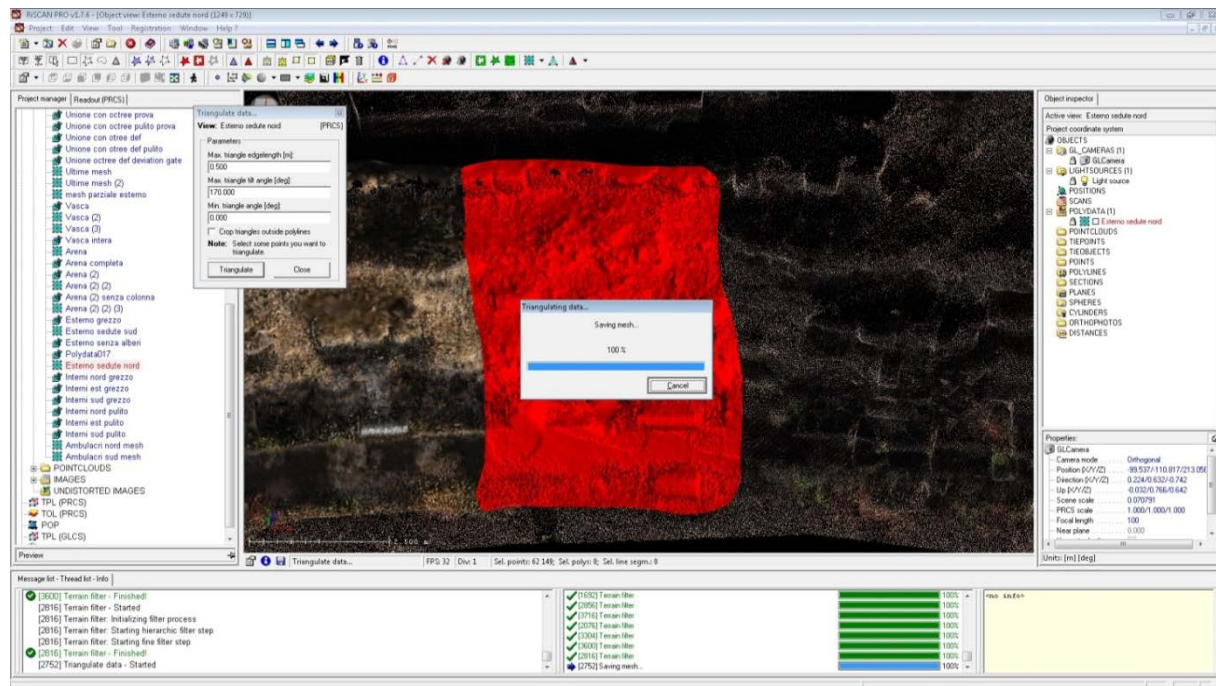 RiSCAN PRO v1.7.6 - [Object view: Esterno sedute nord (1249 x 729)]
Project Edit View Tool Registration Window Help ?
Project manager Readout (PRCS)
Unione con octree prova
Unione con octree pulito prova
Unione con otree def
Unione con otree def pulito
Unione octree def deviation gate
Ultime mesh
Ultime mesh (2)
mesh parziale esterno
Vasca
Vasca (2)
Vasca (3)
Vasca intera
Arena
Arena completa
Arena (2)
Arena (2) (2)
Arena (2) senza colonna
Arena (2) (2) (3)
Esterno grezzo
Esterno sedute sud
Esterno senza alberi
Polydata017
Esterno sedute nord
Interni nord grezzo
Interni est grezzo
Interni sud grezzo
Interni nord pulito
Interni est pulito
Interni sud pulito
Ambulacri nord mesh
Ambulacri sud mesh
POINTCLOUDS
IMAGES
UNDISTORTED IMAGES
TPL (PRCS)
TOL (PRCS)
POP
TPL (GLCS)
Preview
Triangulate data...
View: Esterno sedute nord (PRCS)
Parameters
Max. triangle edgelength [m]:
0.500
Max. triangle tilt angle [deg]:
170.000
Min. triangle angle [deg]:
0.000
Crop triangles outside polylines
Note: Select some points you want to
triangulate.
Triangulate Close
Triangulating data...
Saving mesh...
100 %
Cancel
2.500 m
Triangulate data... FPS: 32 Div: 1 Sel. points: 62 149; Sel. polys: 0; Sel. line segm.: 0
Object inspector
Active view: Esterno sedute nord
Project coordinate system
OBJECTS
GL_CAMERAS (1)
GLCamera
LIGHTSOURCES (1)
Light source
POSITIONS
SCANS
POLYDATA (1)
Esterno sedute nord
POINTCLOUDS
TIEPOINTS
TIEOBJECTS
POINTS
POLYLINES
SECTIONS
PLANES
SPHERES
CYLINDERS
ORTHOPHOTOS
DISTANCES
Properties:
GLCamera
Camera mode Orthogonal
Position (X/Y/Z) -99.537/-110.817/213.056
Direction (X/Y/Z) 0.224/0.632/-0.742
Up (X/Y/Z) -0.032/0.766/0.642
Scene scale 0.070791
PRCS scale 1.000/1.000/1.000
Focal length 100
Near plane 0.000
Units: [m] [deg]
Message list - Thread list - Info
[3600] Terrain filter - Finished!
[2816] Terrain filter - Started
[2816] Terrain filter: Initializing filter process
[2816] Terrain filter: Starting hierarchic filter step
[2816] Terrain filter: Starting fine filter step
[2816] Terrain filter - Finished!
[2752] Triangulate data - Started
[1692] Terrain filter 100%
[2856] Terrain filter 100%
[3716] Terrain filter 100%
[2076] Terrain filter 100%
[3304] Terrain filter 100%
[3600] Terrain filter 100%
[2816] Terrain filter 100%
[2752] Saving mesh... 100%
<no info>